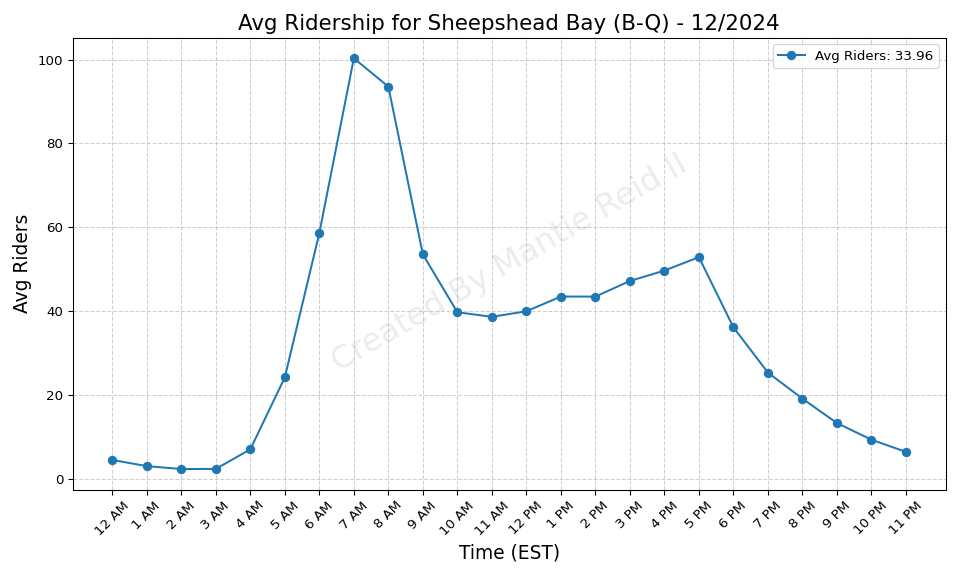 Avg Ridership for Sheepshead Bay (B-Q) - 12/2024
Avg Riders: 33.96
Avg Riders
100
80
60
40
20
0
Created By Mantie Reid II
12 AM
1 AM
2 AM
3 AM
4 AM
5 AM
6 AM
7 AM
8 AM
9 AM
10 AM
11 AM
12 PM
1 PM
2 PM
3 PM
4 PM
5 PM
6 PM
7 PM
8 PM
9 PM
10 PM
11 PM
Time (EST)